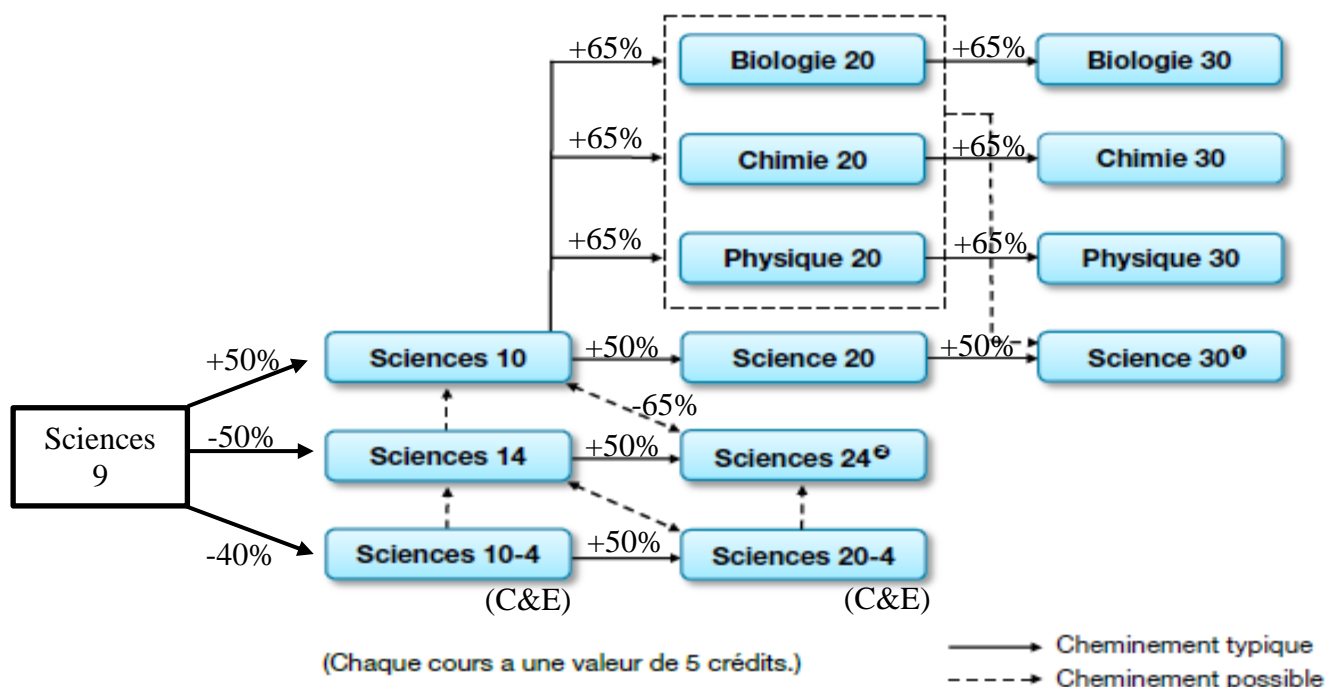 +65% Biologie 20 +65% Biologie 30
+65% Chimie 20 +65% Chimie 30
+65% Physique 20 +65% Physique 30
+50% Sciences 10 +50% Science 20 +50% Science 30❶
-65%
Sciences
9
-50% Sciences 14 +50% Sciences 24❷
-40% Sciences 10-4 +50% Sciences 20-4
(C&E) (C&E)
(Chaque cours a une valeur de 5 crédits.)
Cheminement typique
Cheminement possible